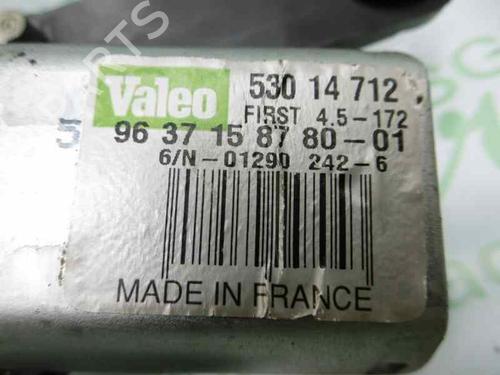 Valeo 530 14 712
FIRST 4.5-172
96 37 15 87 80-01
6/N-01290 242-6
MADE IN FRANCE